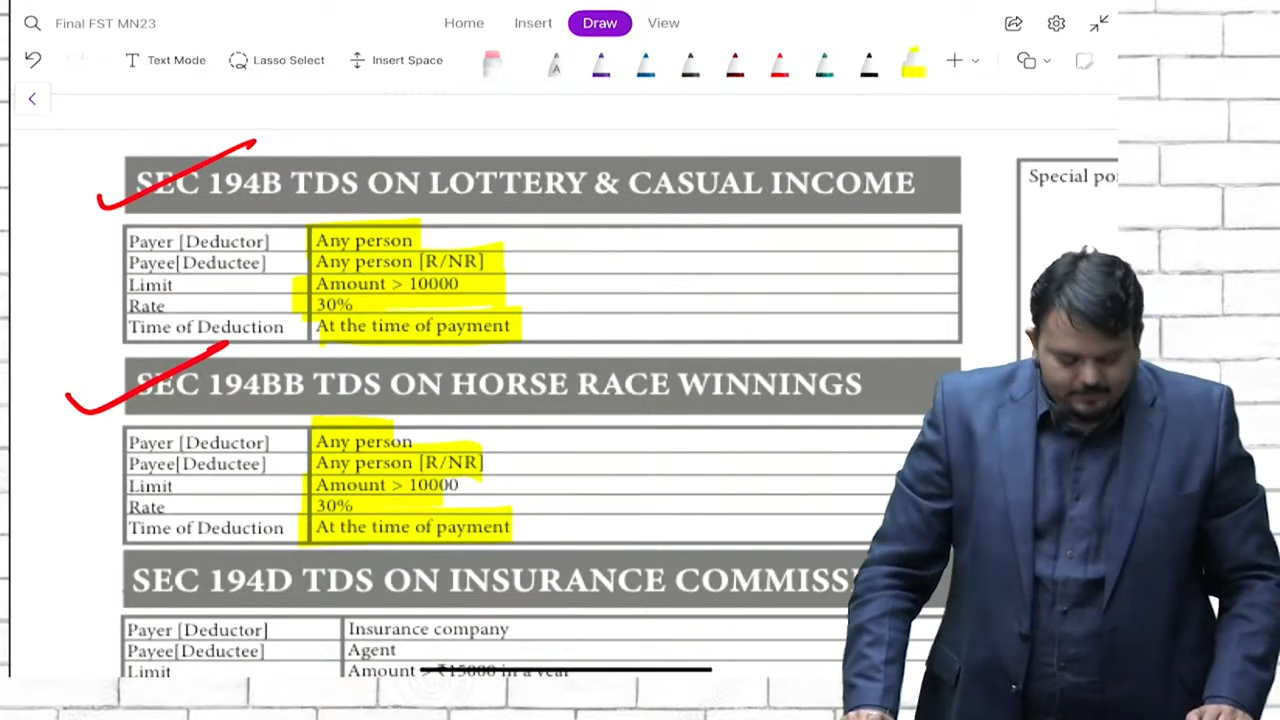 Final FST MN23
Home Insert Draw View
Text Mode Lasso Select Insert Space
SEC 194B TDS ON LOTTERY & CASUAL INCOME
Payer [Deductor] Any person
Payee[Deductee] Any person [R/NR]
Limit Amount > 10000
Rate 30%
Time of Deduction At the time of payment
Special
SEC 194BB TDS ON HORSE RACE WINNINGS
Payer [Deductor] Any person
Payee[Deductee] Any person [R/NR]
Limit Amount > 10000
Rate 30%
Time of Deduction At the time of payment
SEC 194D TDS ON INSURANCE
Payer [Deductor] Insurance company
Payee[Deductee] Agent
Limit Amount > ₹15000 in a year